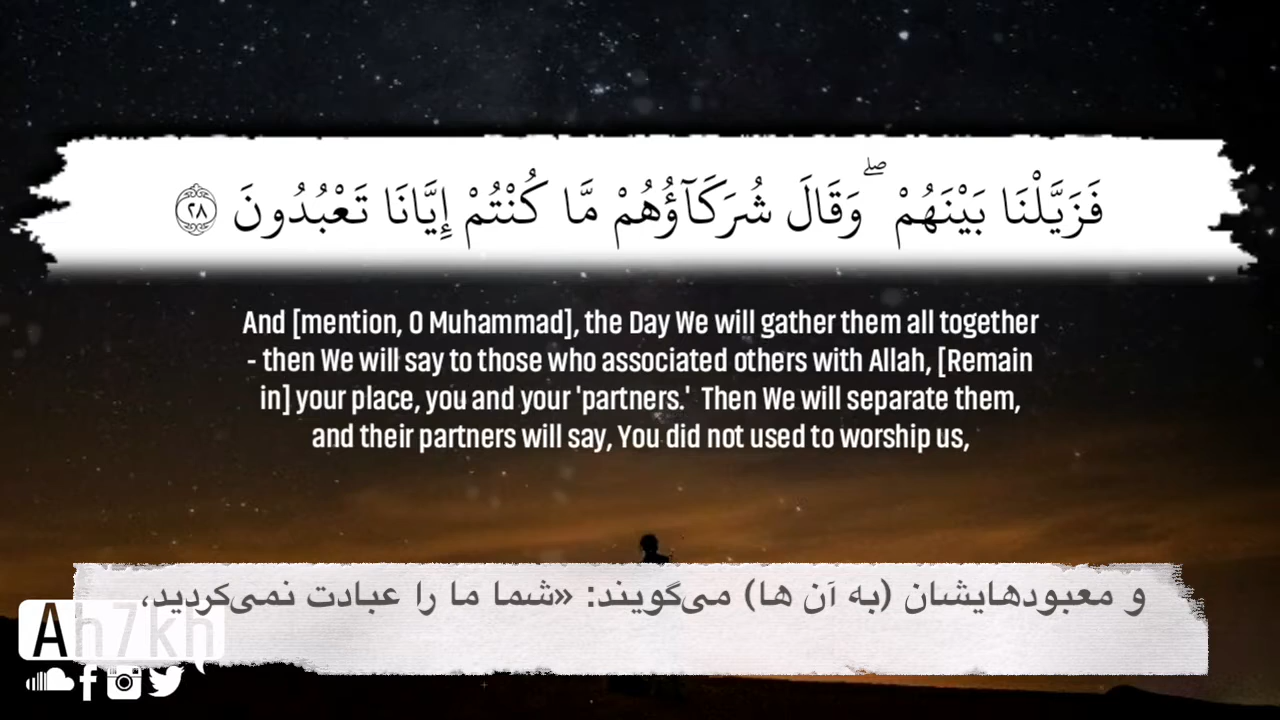 فَزَيَّلْنَا بَيْنَهُمْ ۖ وَقَالَ شُرَكَآؤُهُمْ مَّا كُنْتُمْ إِيَّانَا تَعْبُدُونَ ﴿٢٨﴾
And [mention, O Muhammad], the Day We will gather them all together
- then We will say to those who associated others with Allah, [Remain
in] your place, you and your 'partners.' Then We will separate them,
and their partners will say, You did not used to worship us,
و معبودهایشان (به آن ها) می‌گویند: «شما ما را عبادت نمی‌کردید،
Ah7kh